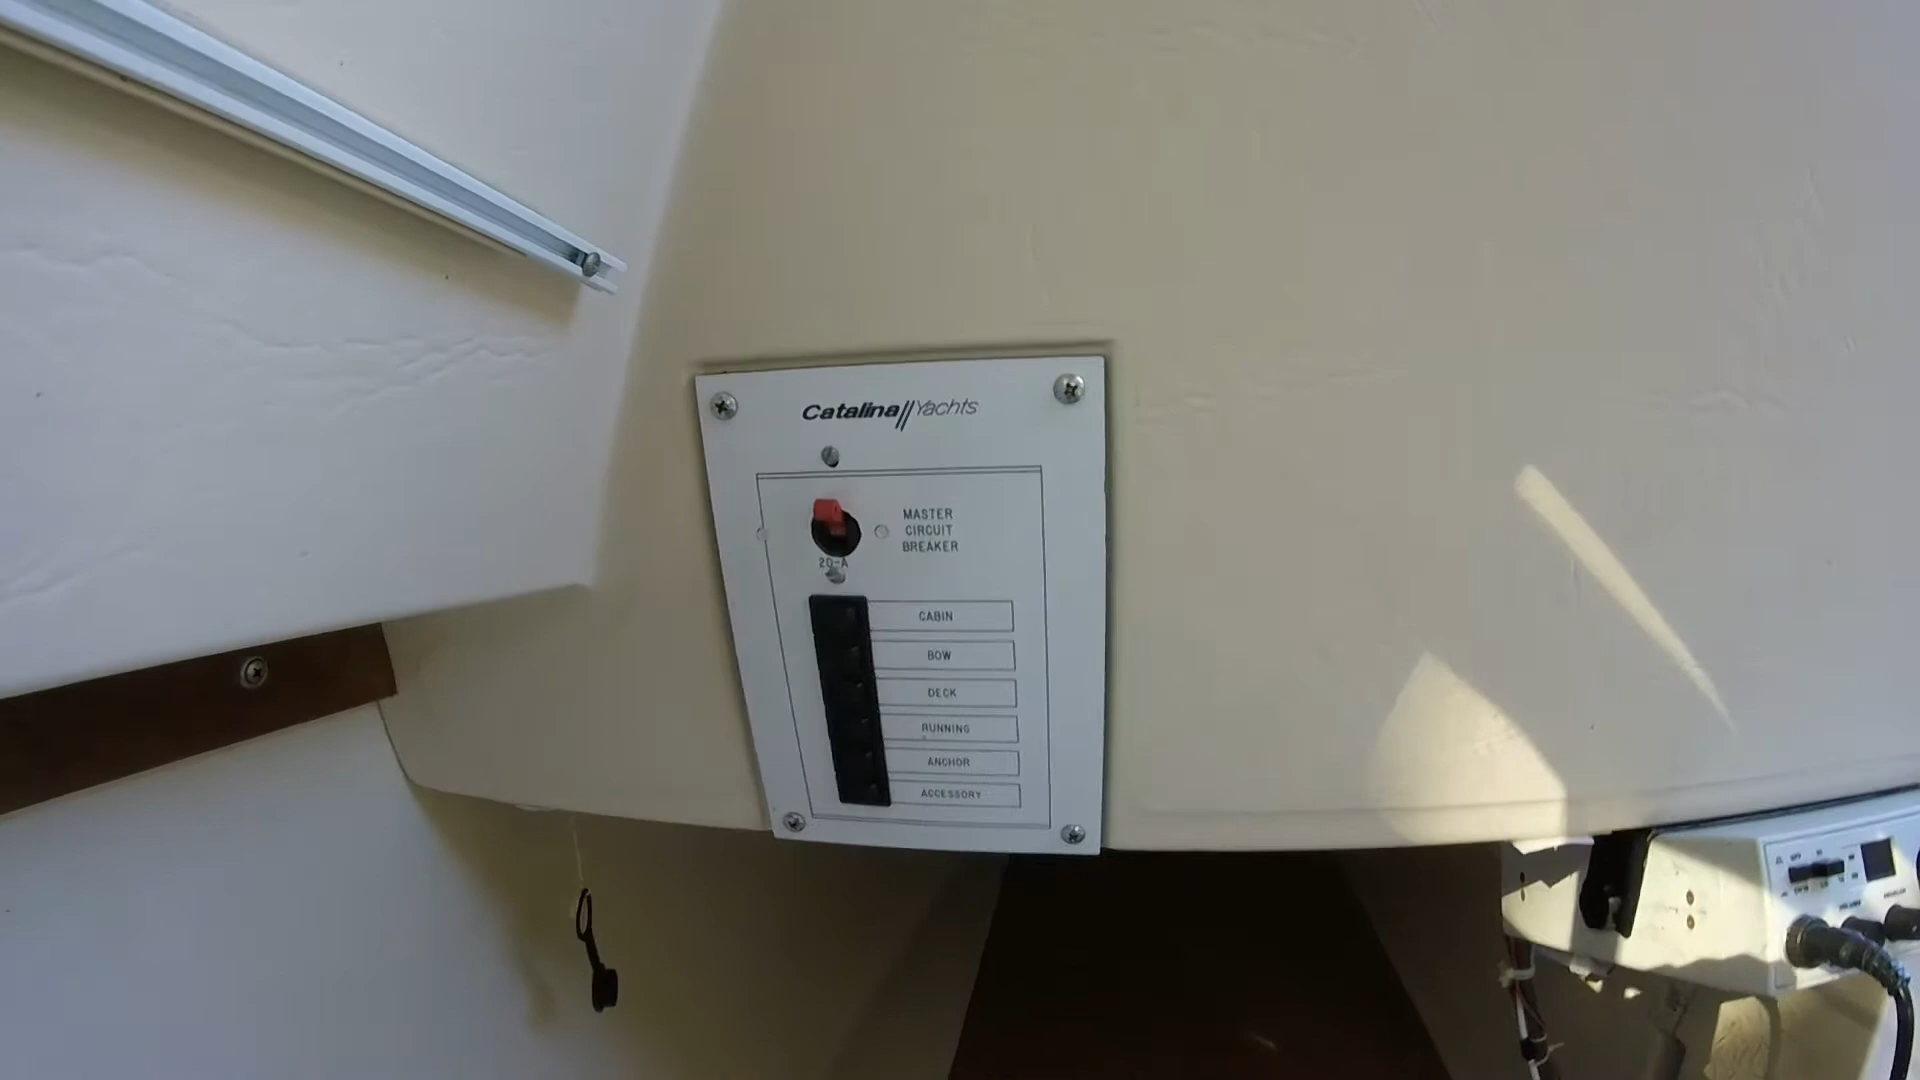 Catalina//Yachts
MASTER
CIRCUIT
BREAKER
20-A
CABIN
BOW
DECK
RUNNING
ANCHOR
ACCESSORY